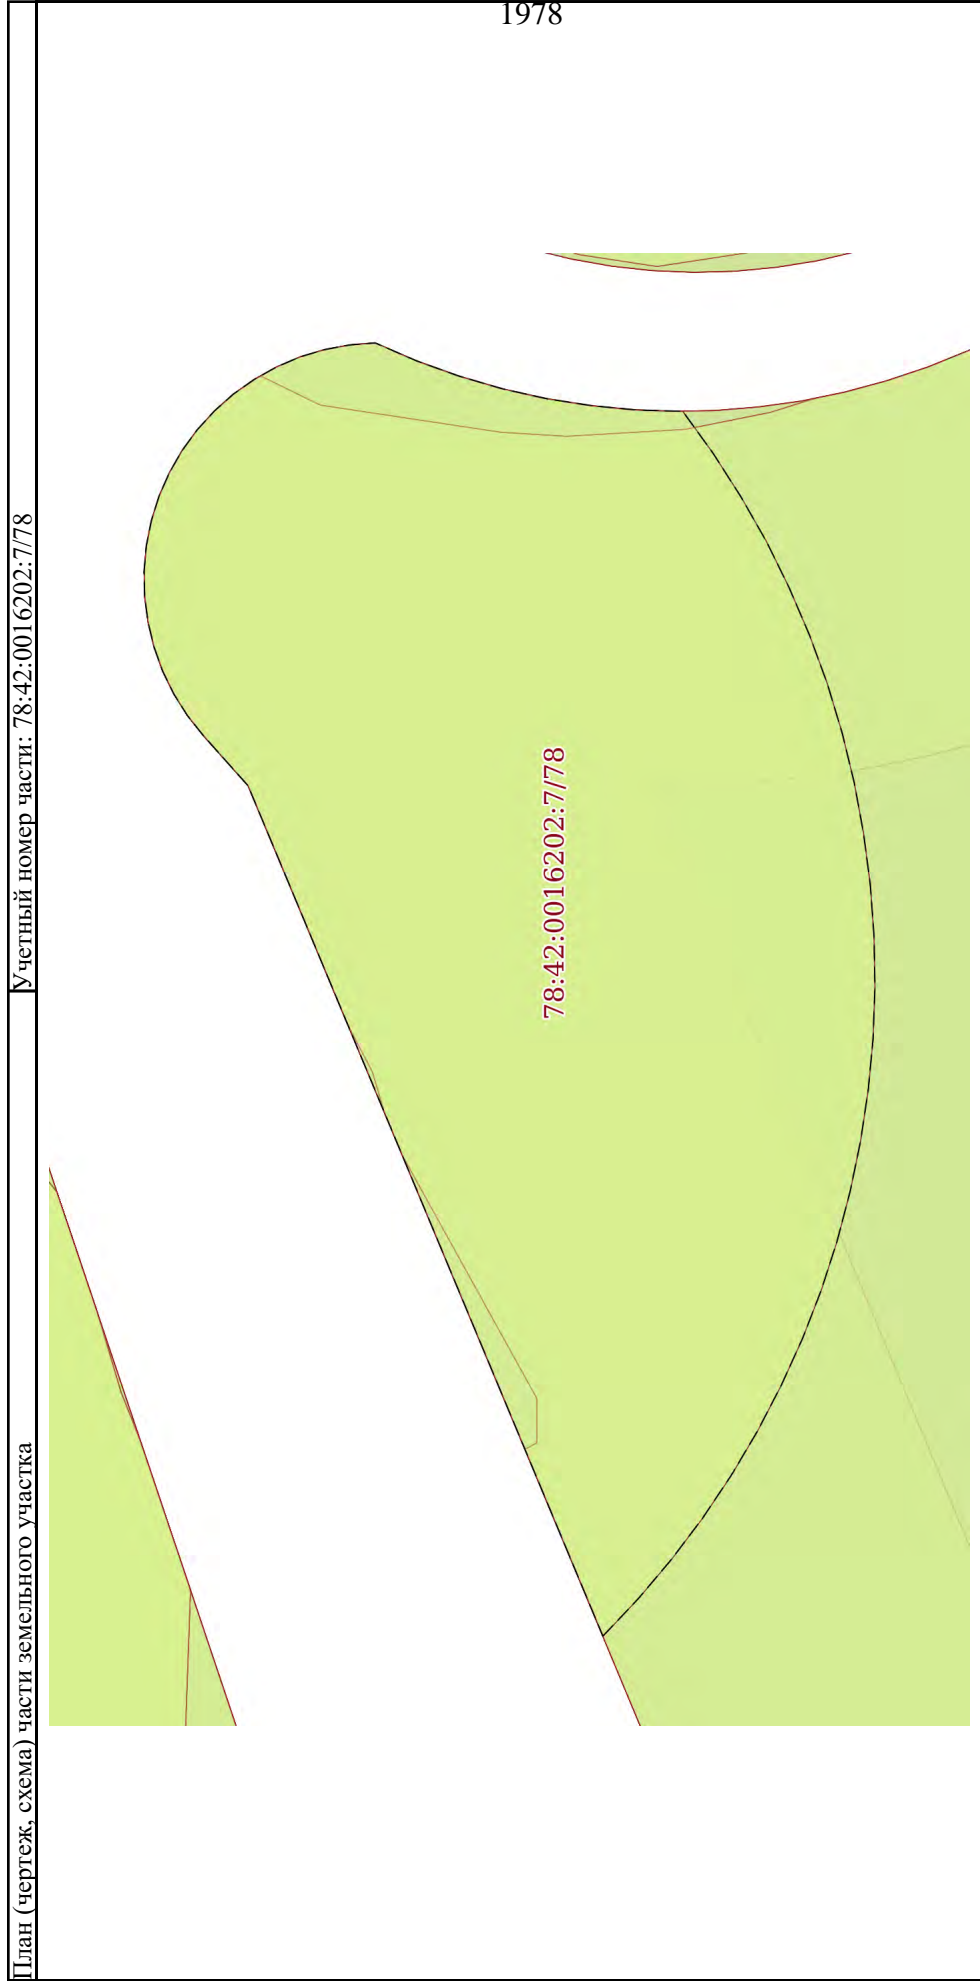 1978
План (чертеж, схема) части земельного участка
Учетный номер части: 78:42:0016202:7/78
78:42:0016202:7/78